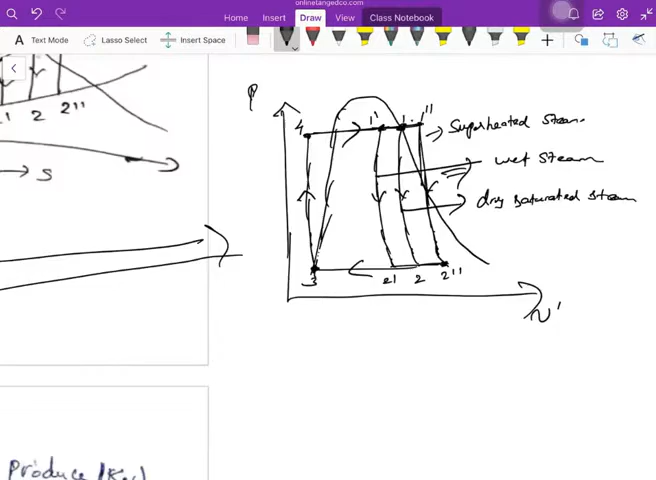 onlinetangedco.com
Home Insert Draw View Class Notebook
A Text Mode Lasso Select Insert Space
P
4 1' 1 1'' Superheated Steam
wet Steam
dry saturated steam
2 2''
S
3 2' 2 2''
Produce